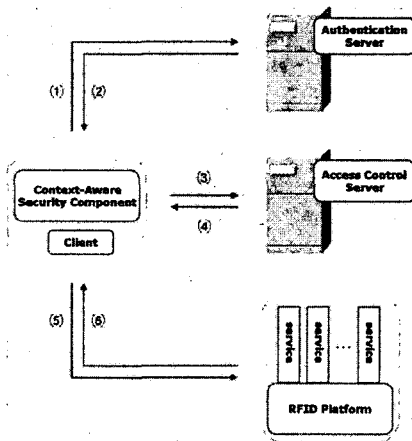 Authentication
Server
(1)
(2)
(3)
Context-Aware
Security Component
Access Control
Server
(4)
Client
(5)
(6)
service
service
...
service
RFID Platform